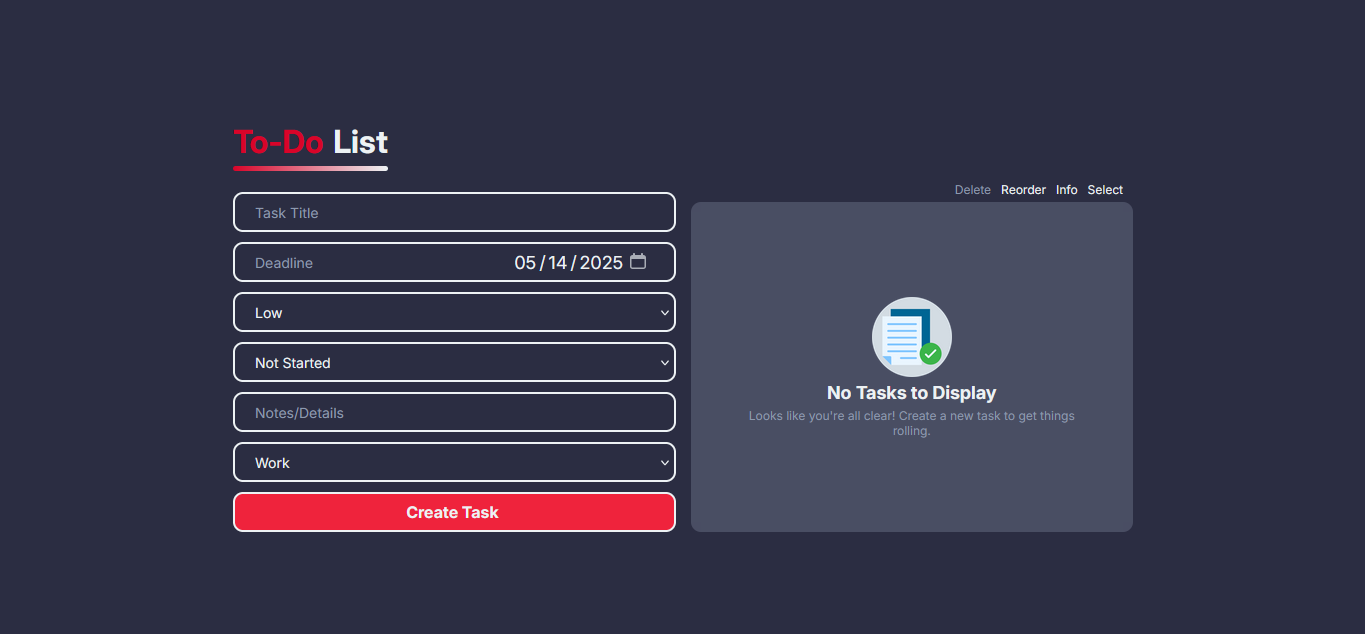 To-Do List
Task Title
Deadline 05/14/2025
Low
Not Started
Notes/Details
Work
Create Task
Delete Reorder Info Select
No Tasks to Display
Looks like you're all clear! Create a new task to get things
rolling.